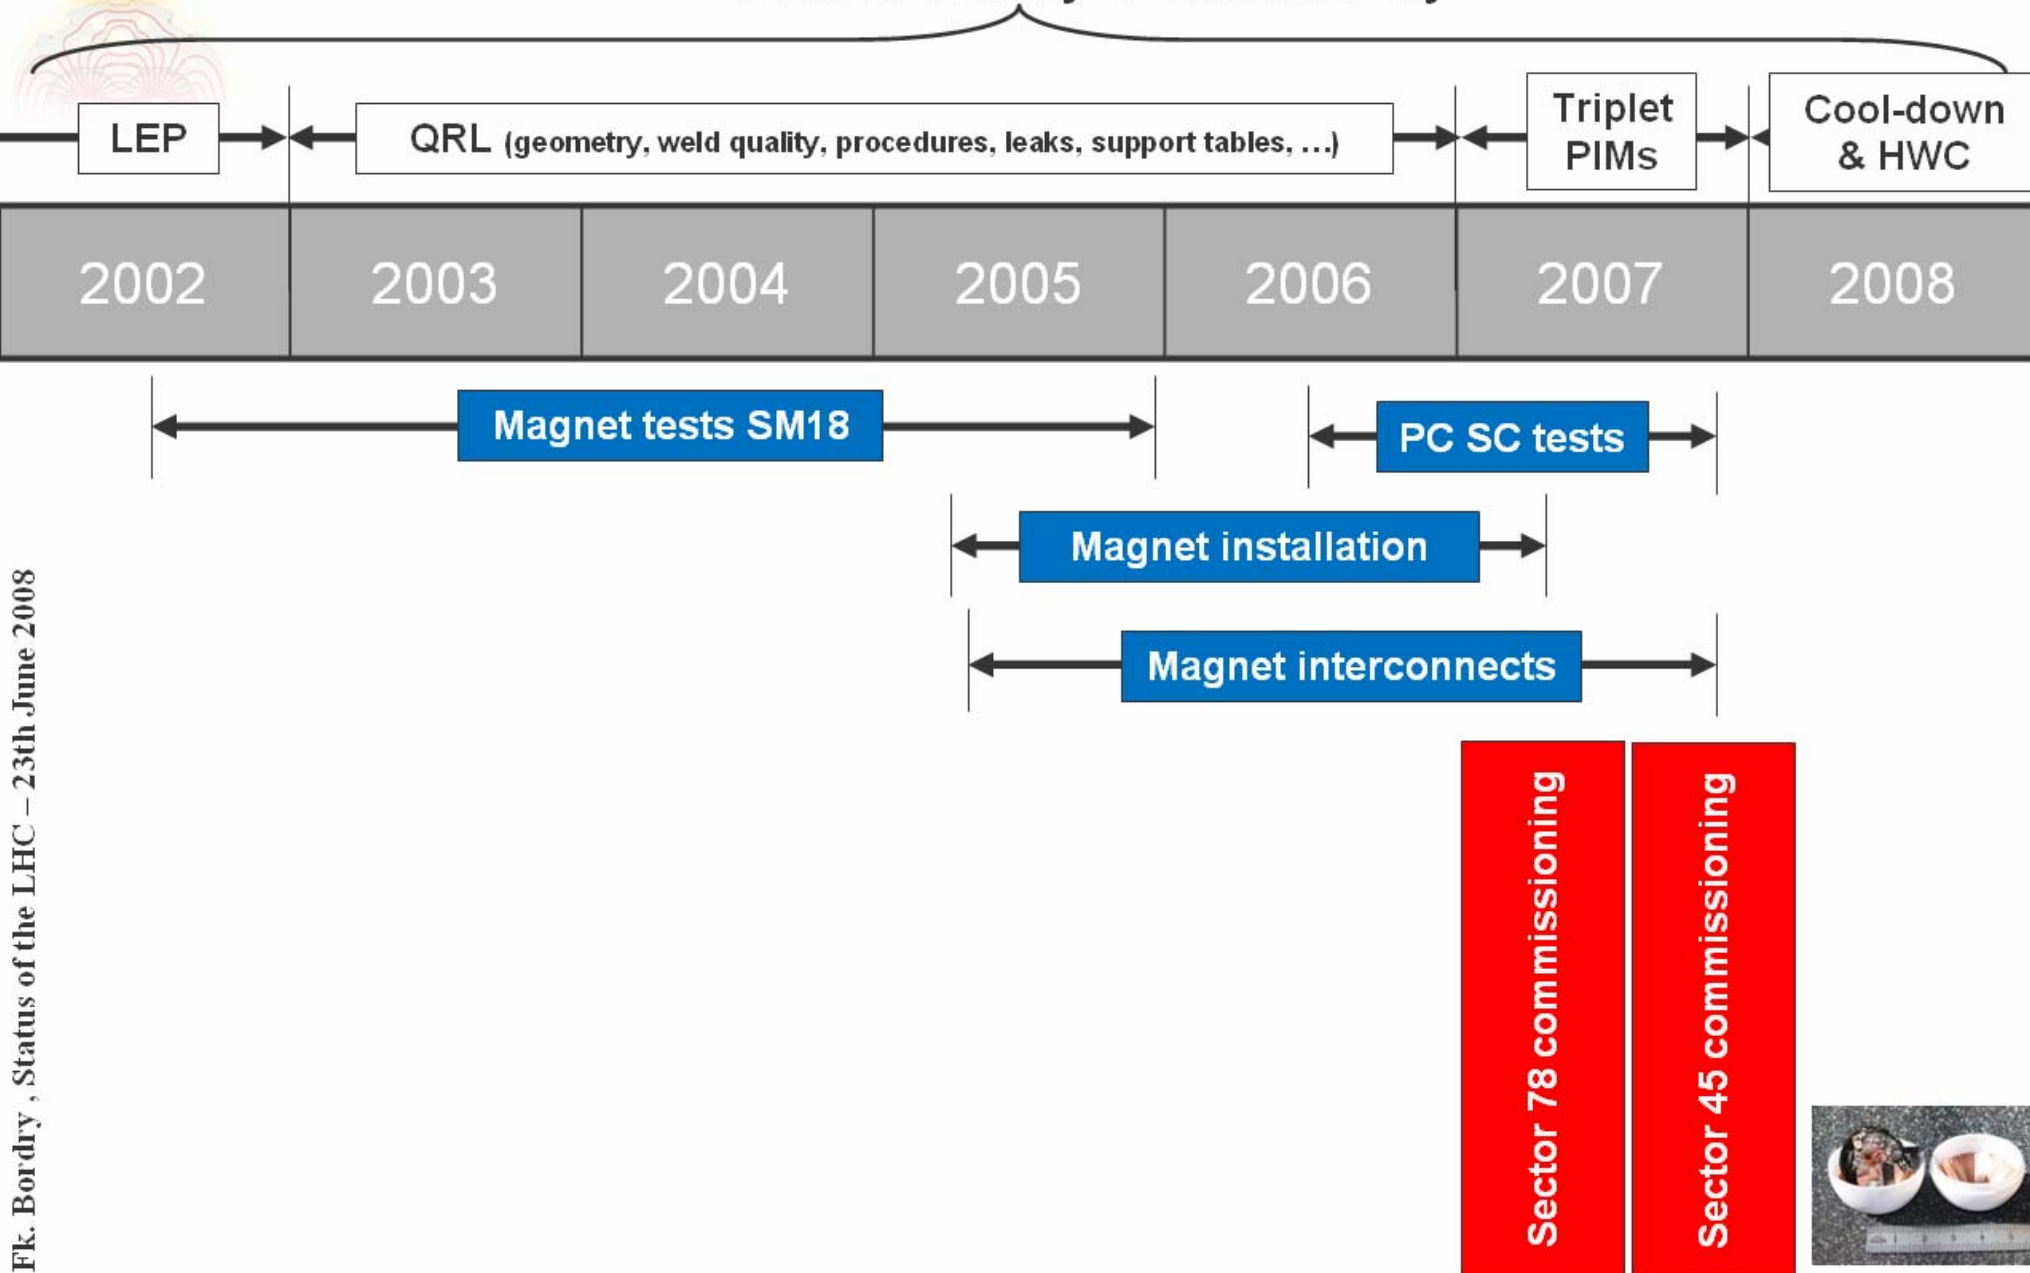 LEP
QRL (geometry, weld quality, procedures, leaks, support tables, …)
Triplet
PIMs
Cool-down
& HWC
2002
2003
2004
2005
2006
2007
2008
Magnet tests SM18
PC SC tests
Magnet installation
Magnet interconnects
Sector 78 commissioning
Sector 45 commissioning
Fk. Bordry , Status of the LHC – 23th June 2008